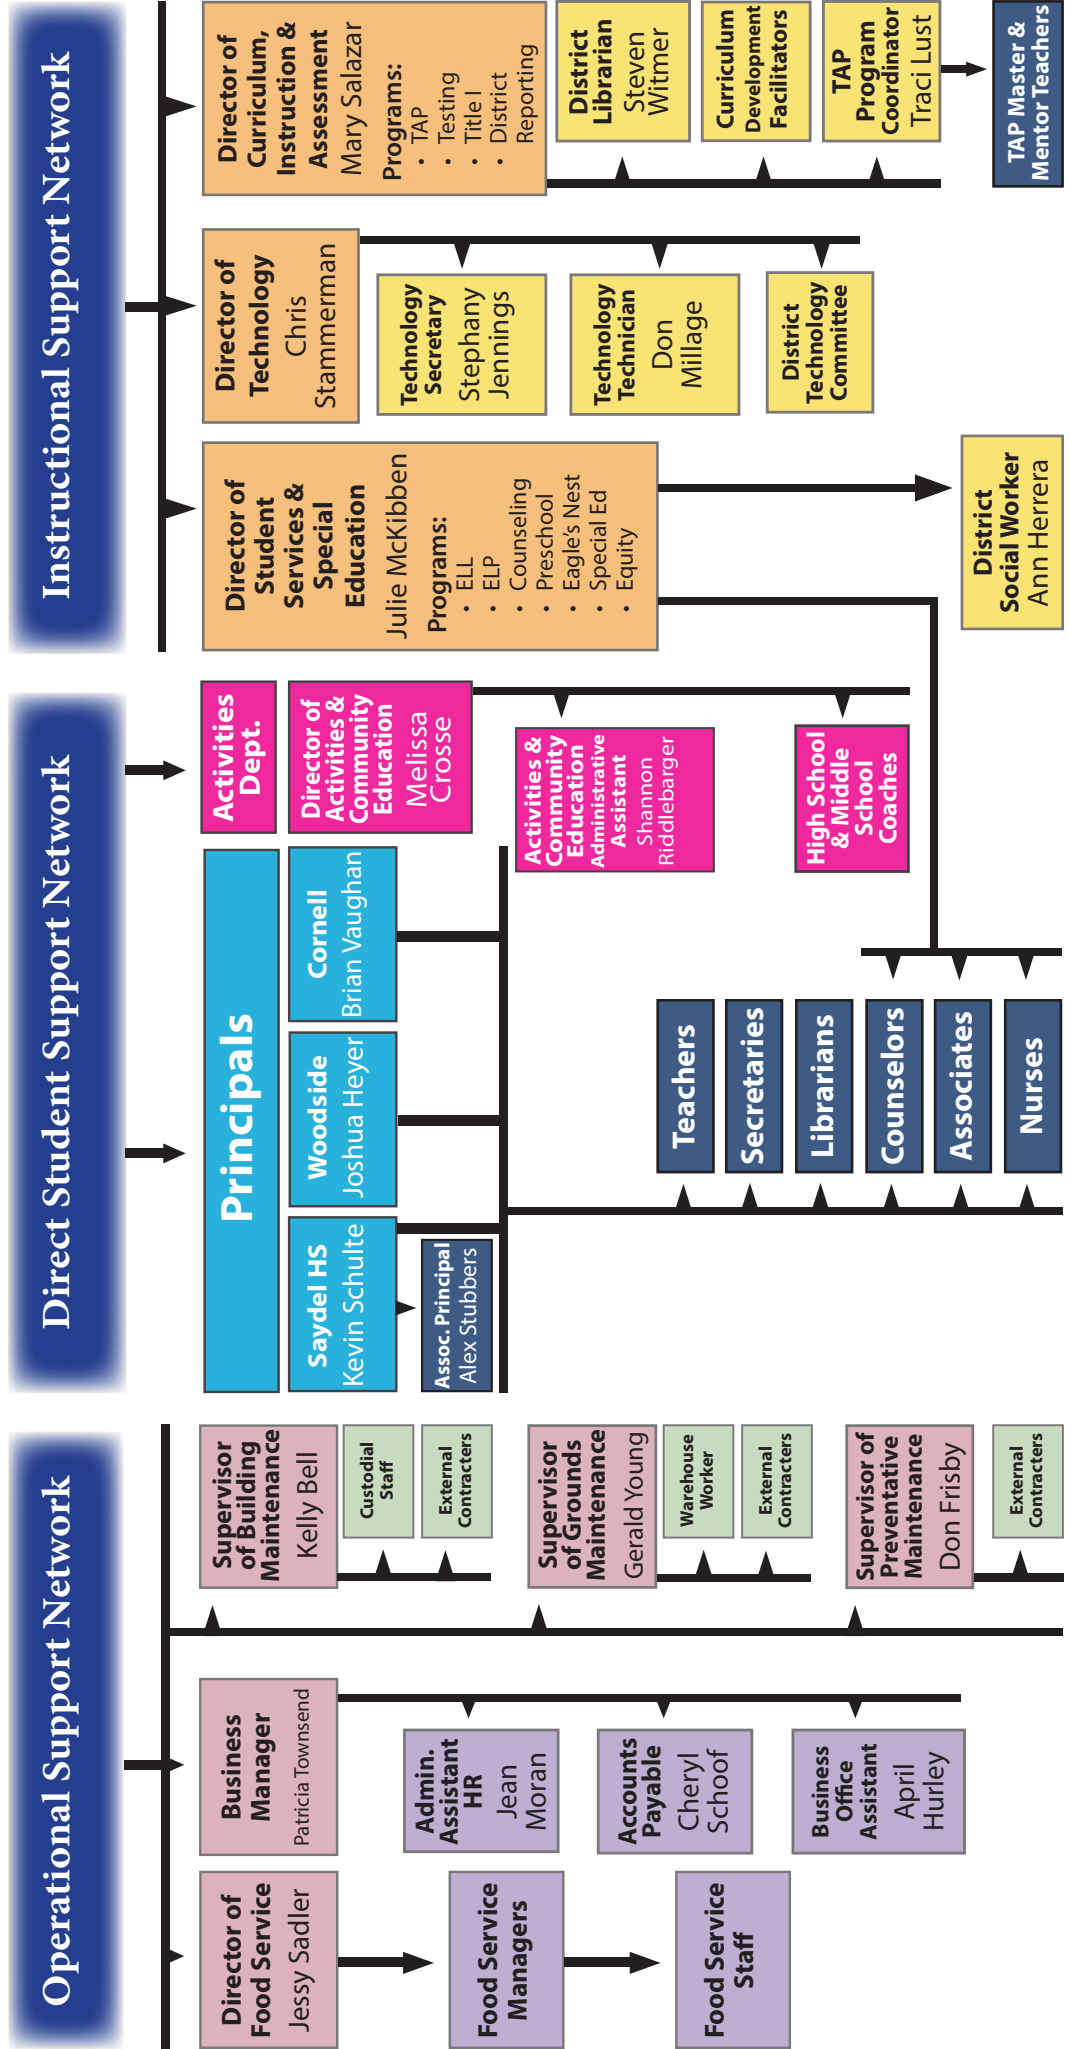 Operational Support Network
Director of
Food Service
Jessy Sadler
Food Service
Managers
Food Service
Staff
Business
Manager
Patricia Townsend
Admin.
Assistant
HR
Jean
Moran
Accounts
Payable
Cheryl
Schoof
Business
Office
Assistant
April
Hurley
Supervisor
of Building
Maintenance
Kelly Bell
Custodial
Staff
External
Contracters
Supervisor
of Grounds
Maintenance
Gerald Young
Warehouse
Worker
External
Contracters
Supervisor of
Preventative
Maintenance
Don Frisby
External
Contracters
Direct Student Support Network
Principals
Saydel HS
Kevin Schulte
Assoc. Principal
Alex Stubbers
Woodside
Joshua Heyer
Cornell
Brian Vaughan
Teachers
Secretaries
Librarians
Counselors
Associates
Nurses
Activities
Dept.
Director of
Activities &
Community
Education
Melissa
Crosse
Activities &
Community
Education
Administrative
Assistant
Shannon
Riddlebarger
High School
& Middle
School
Coaches
Instructional Support Network
Director of
Student
Services &
Special
Education
Julie McKibben
Programs:
• ELL
• ELP
• Counseling
• Preschool
• Eagle's Nest
• Special Ed
• Equity
District
Social Worker
Ann Herrera
Director of
Technology
Chris
Stammerman
Technology
Secretary
Stephany
Jennings
Technology
Technician
Don
Millage
District
Technology
Committee
Director of
Curriculum,
Instruction &
Assessment
Mary Salazar
Programs:
• TAP
• Testing
• Title I
• District
Reporting
District
Librarian
Steven
Witmer
Curriculum
Development
Facilitators
TAP
Program
Coordinator
Traci Lust
TAP Master &
Mentor Teachers